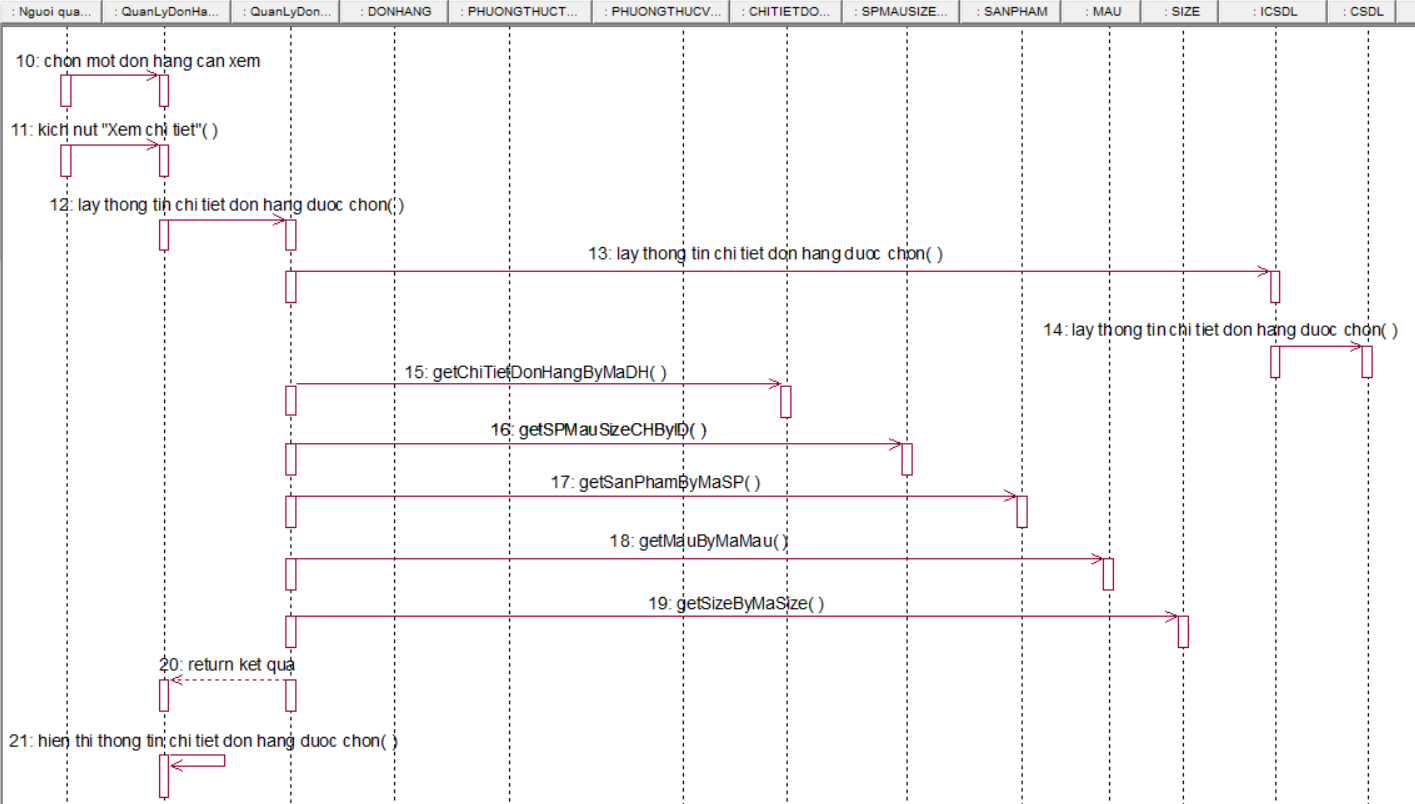 : Nguoi qua...
: QuanLyDonHa...
: QuanLyDon...
: DONHANG
: PHUONGTHUCT...
: PHUONGTHUCV...
: CHITIETDO...
: SPMAUSIZE...
: SANPHAM
: MAU
: SIZE
: ICSDL
: CSDL
10: chon mot don hang can xem
11: kich nut "Xem chi tiet"( )
12: lay thong tin chi tiet don hang duoc chon( )
13: lay thong tin chi tiet don hang duoc chon( )
14: lay thong tin chi tiet don hang duoc chon( )
15: getChiTietDonHangByMaDH( )
16: getSPMauSizeCHByID( )
17: getSanPhamByMaSP( )
18: getMauByMaMau( )
19: getSizeByMaSize( )
20: return ket qua
21: hien thi thong tin chi tiet don hang duoc chon( )